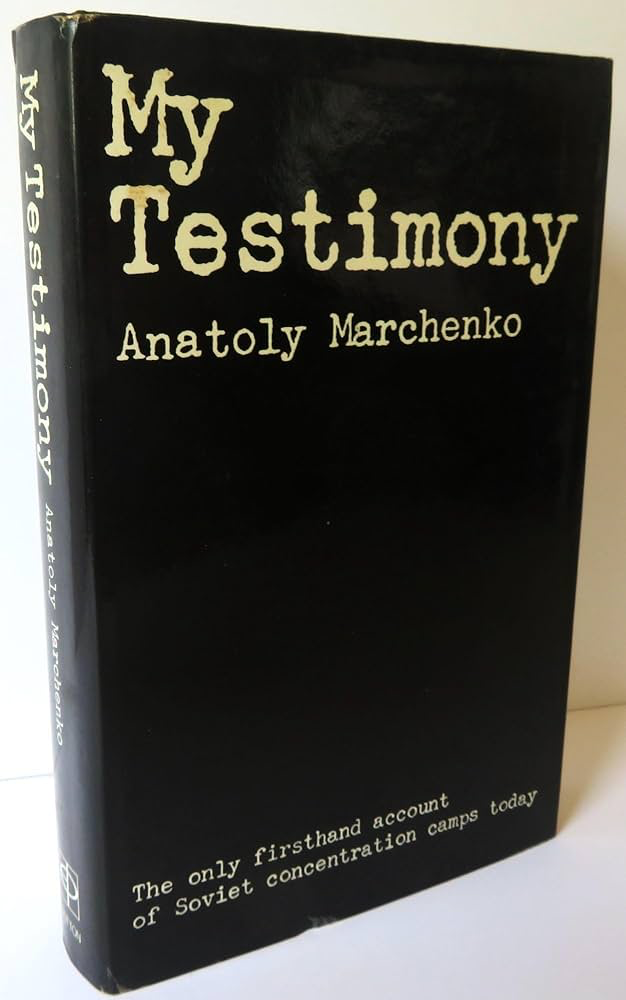 My
Testimony
Anatoly Marchenko
The only firsthand account
of Soviet concentration camps today
My Testimony Anatoly Marchenko